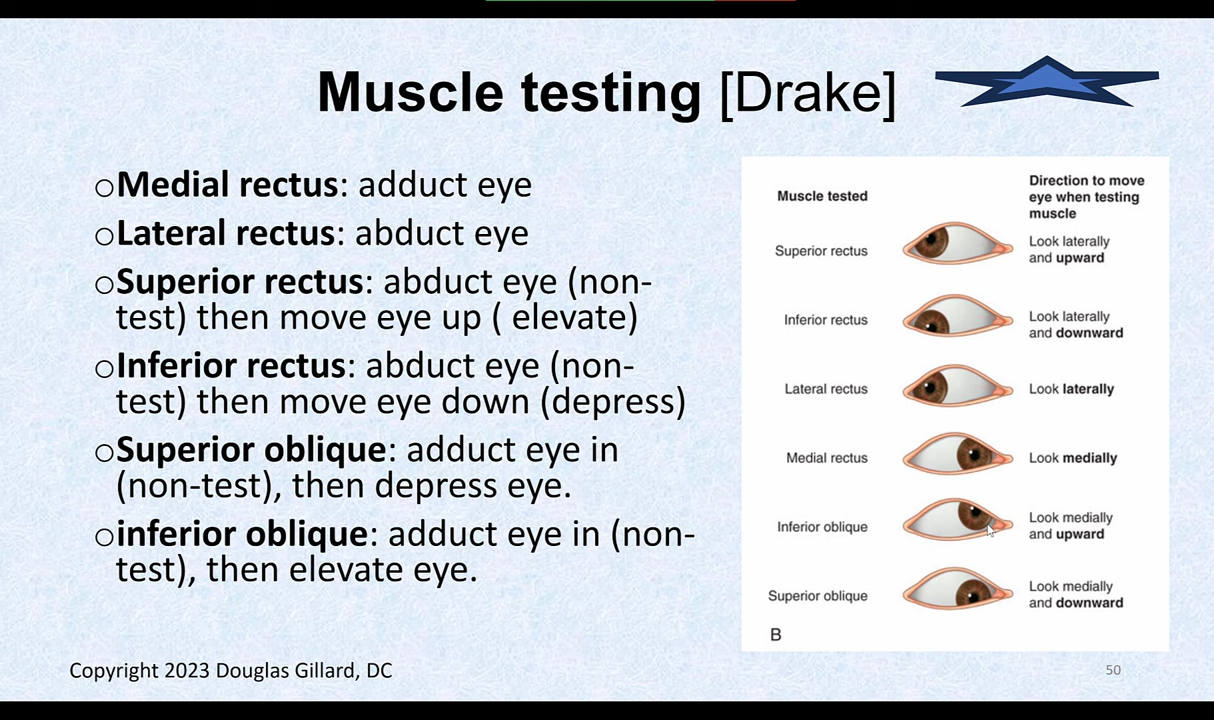 Muscle testing [Drake]
oMedial rectus: adduct eye
oLateral rectus: abduct eye
oSuperior rectus: abduct eye (non-
test) then move eye up ( elevate)
oInferior rectus: abduct eye (non-
test) then move eye down (depress)
oSuperior oblique: adduct eye in
(non-test), then depress eye.
oinferior oblique: adduct eye in (non-
test), then elevate eye.
Muscle tested
Direction to move
eye when testing
muscle
Superior rectus
Look laterally
and upward
Inferior rectus
Look laterally
and downward
Lateral rectus
Look laterally
Medial rectus
Look medially
Inferior oblique
Look medially
and upward
Superior oblique
Look medially
and downward
B
Copyright 2023 Douglas Gillard, DC
50